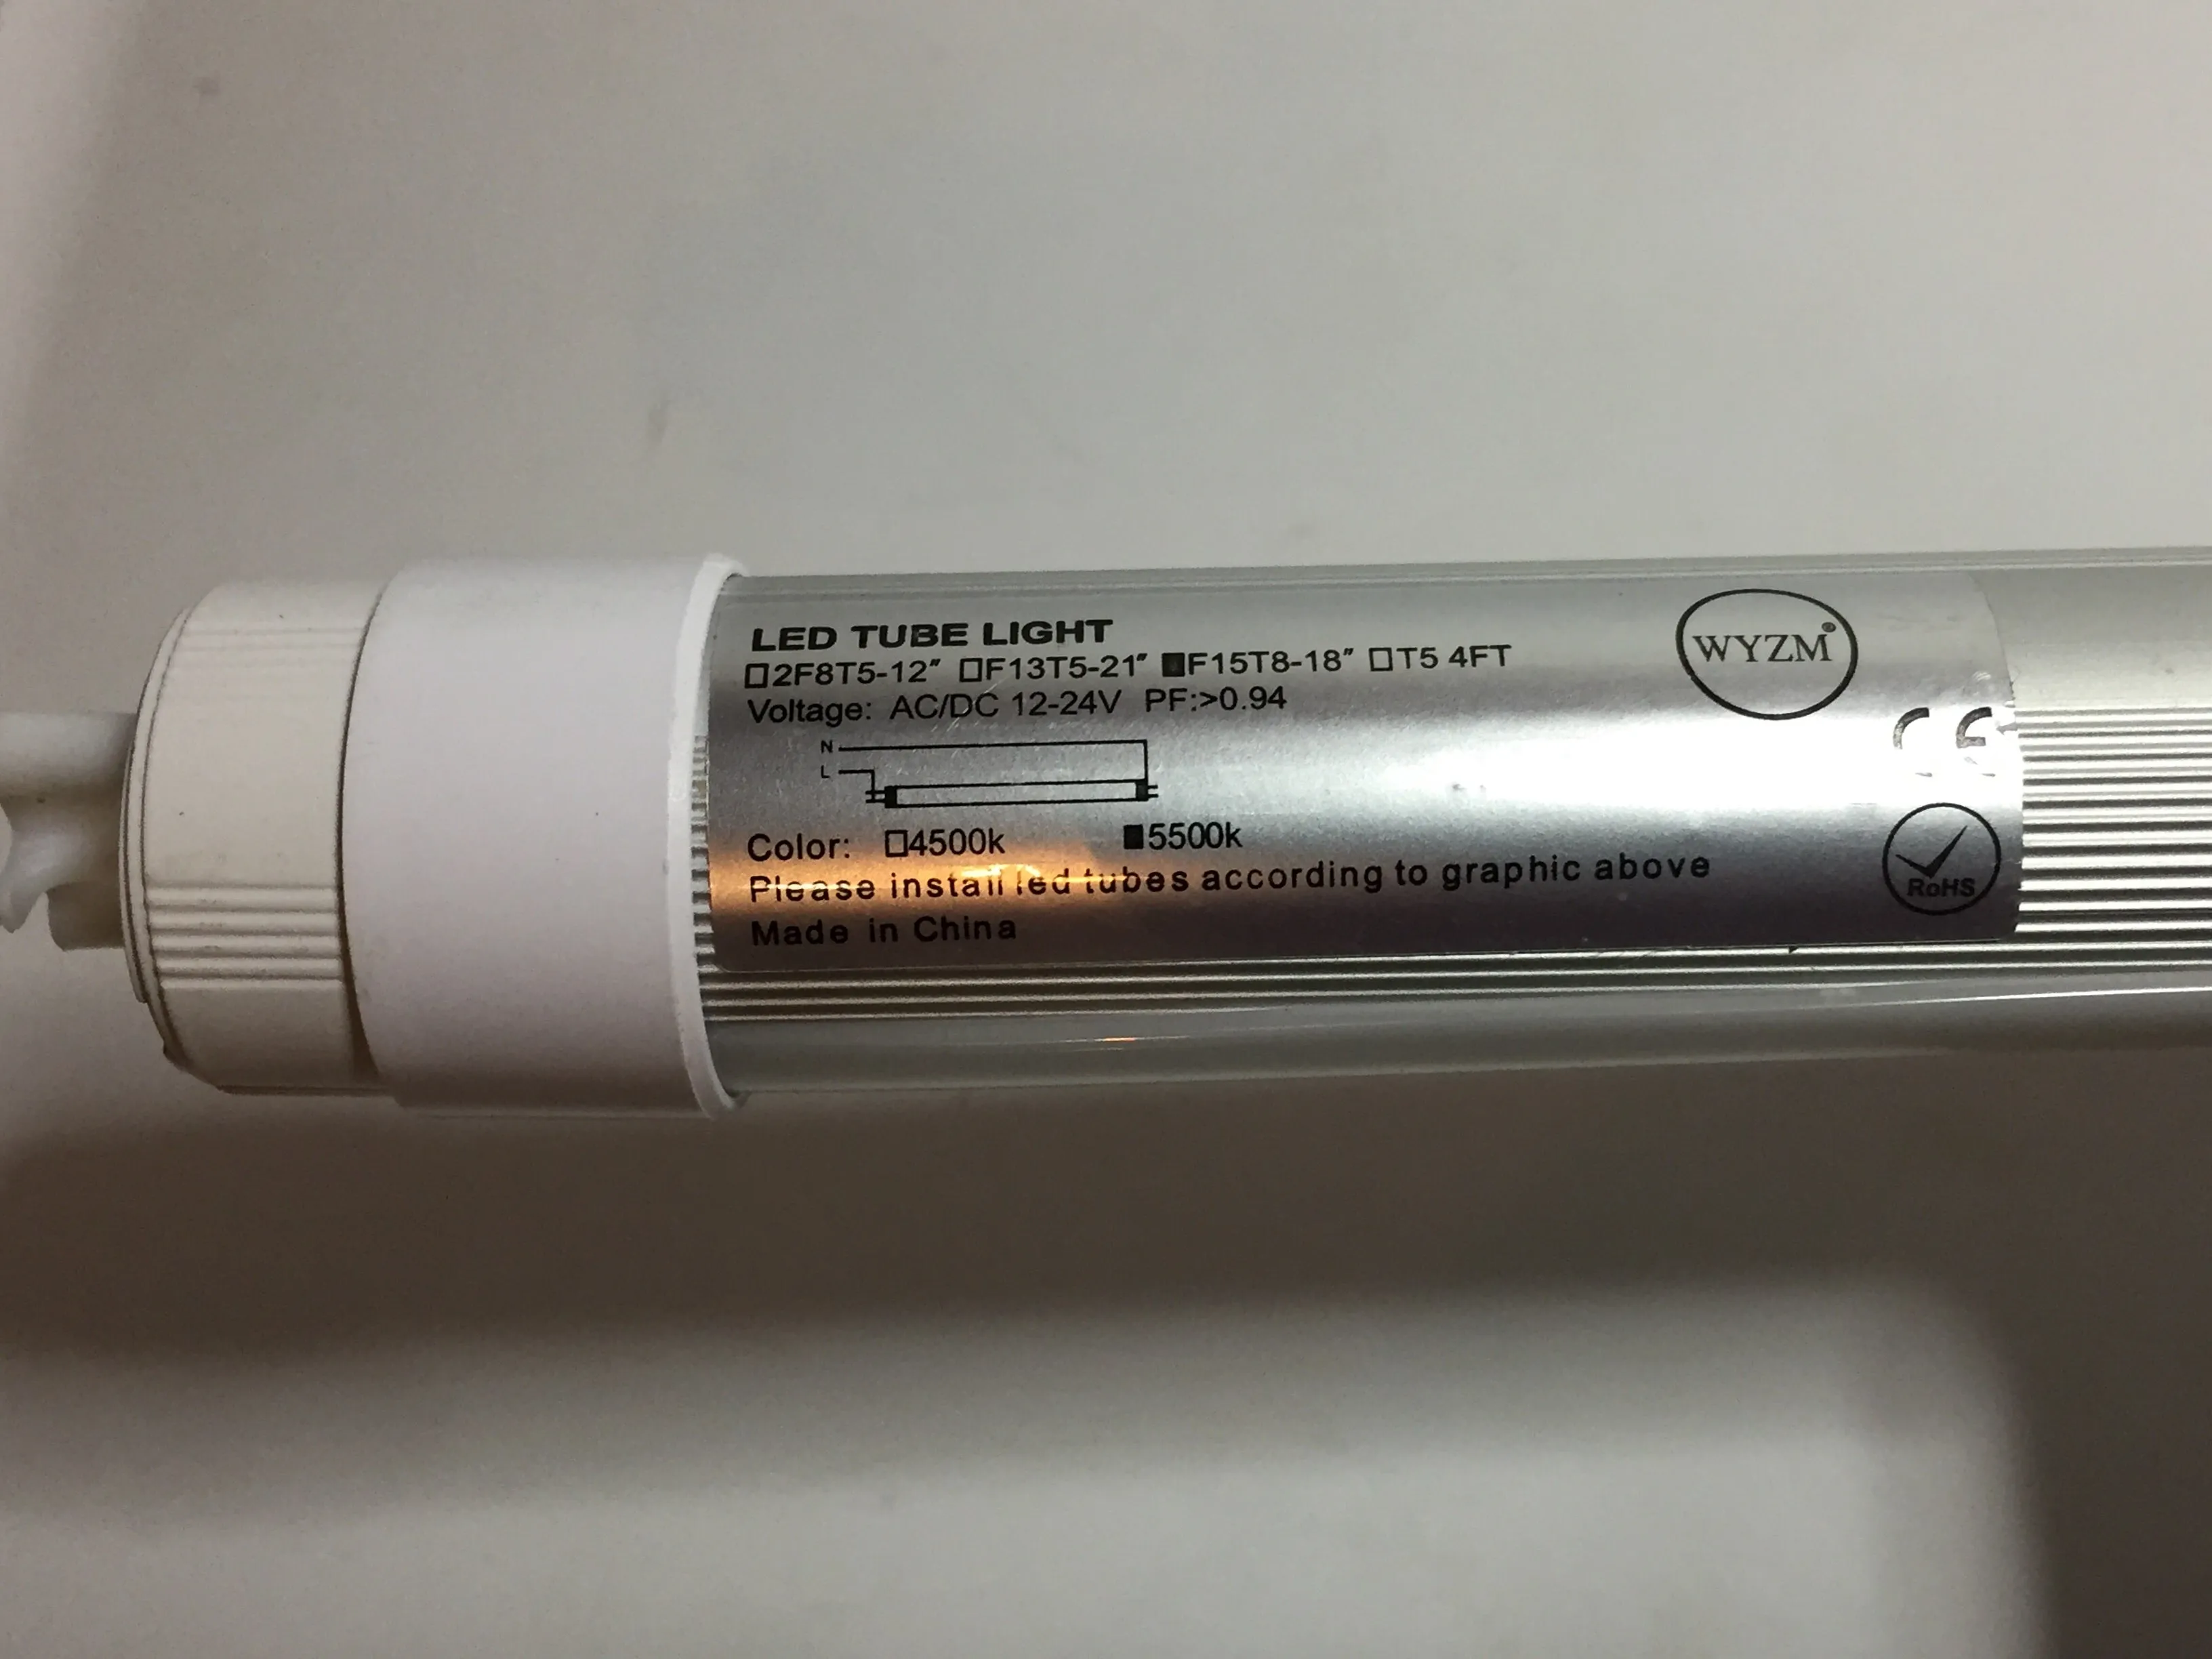 LED TUBE LIGHT
□2F8T5-12″ □F13T5-21″ ■F15T8-18″ □T5 4FT
WYZM®
Voltage: AC/DC 12-24V PF:>0.94
CE
N
L
Color: □4500k ■5500k
Please install led tubes according to graphic above
RoHS
Made in China